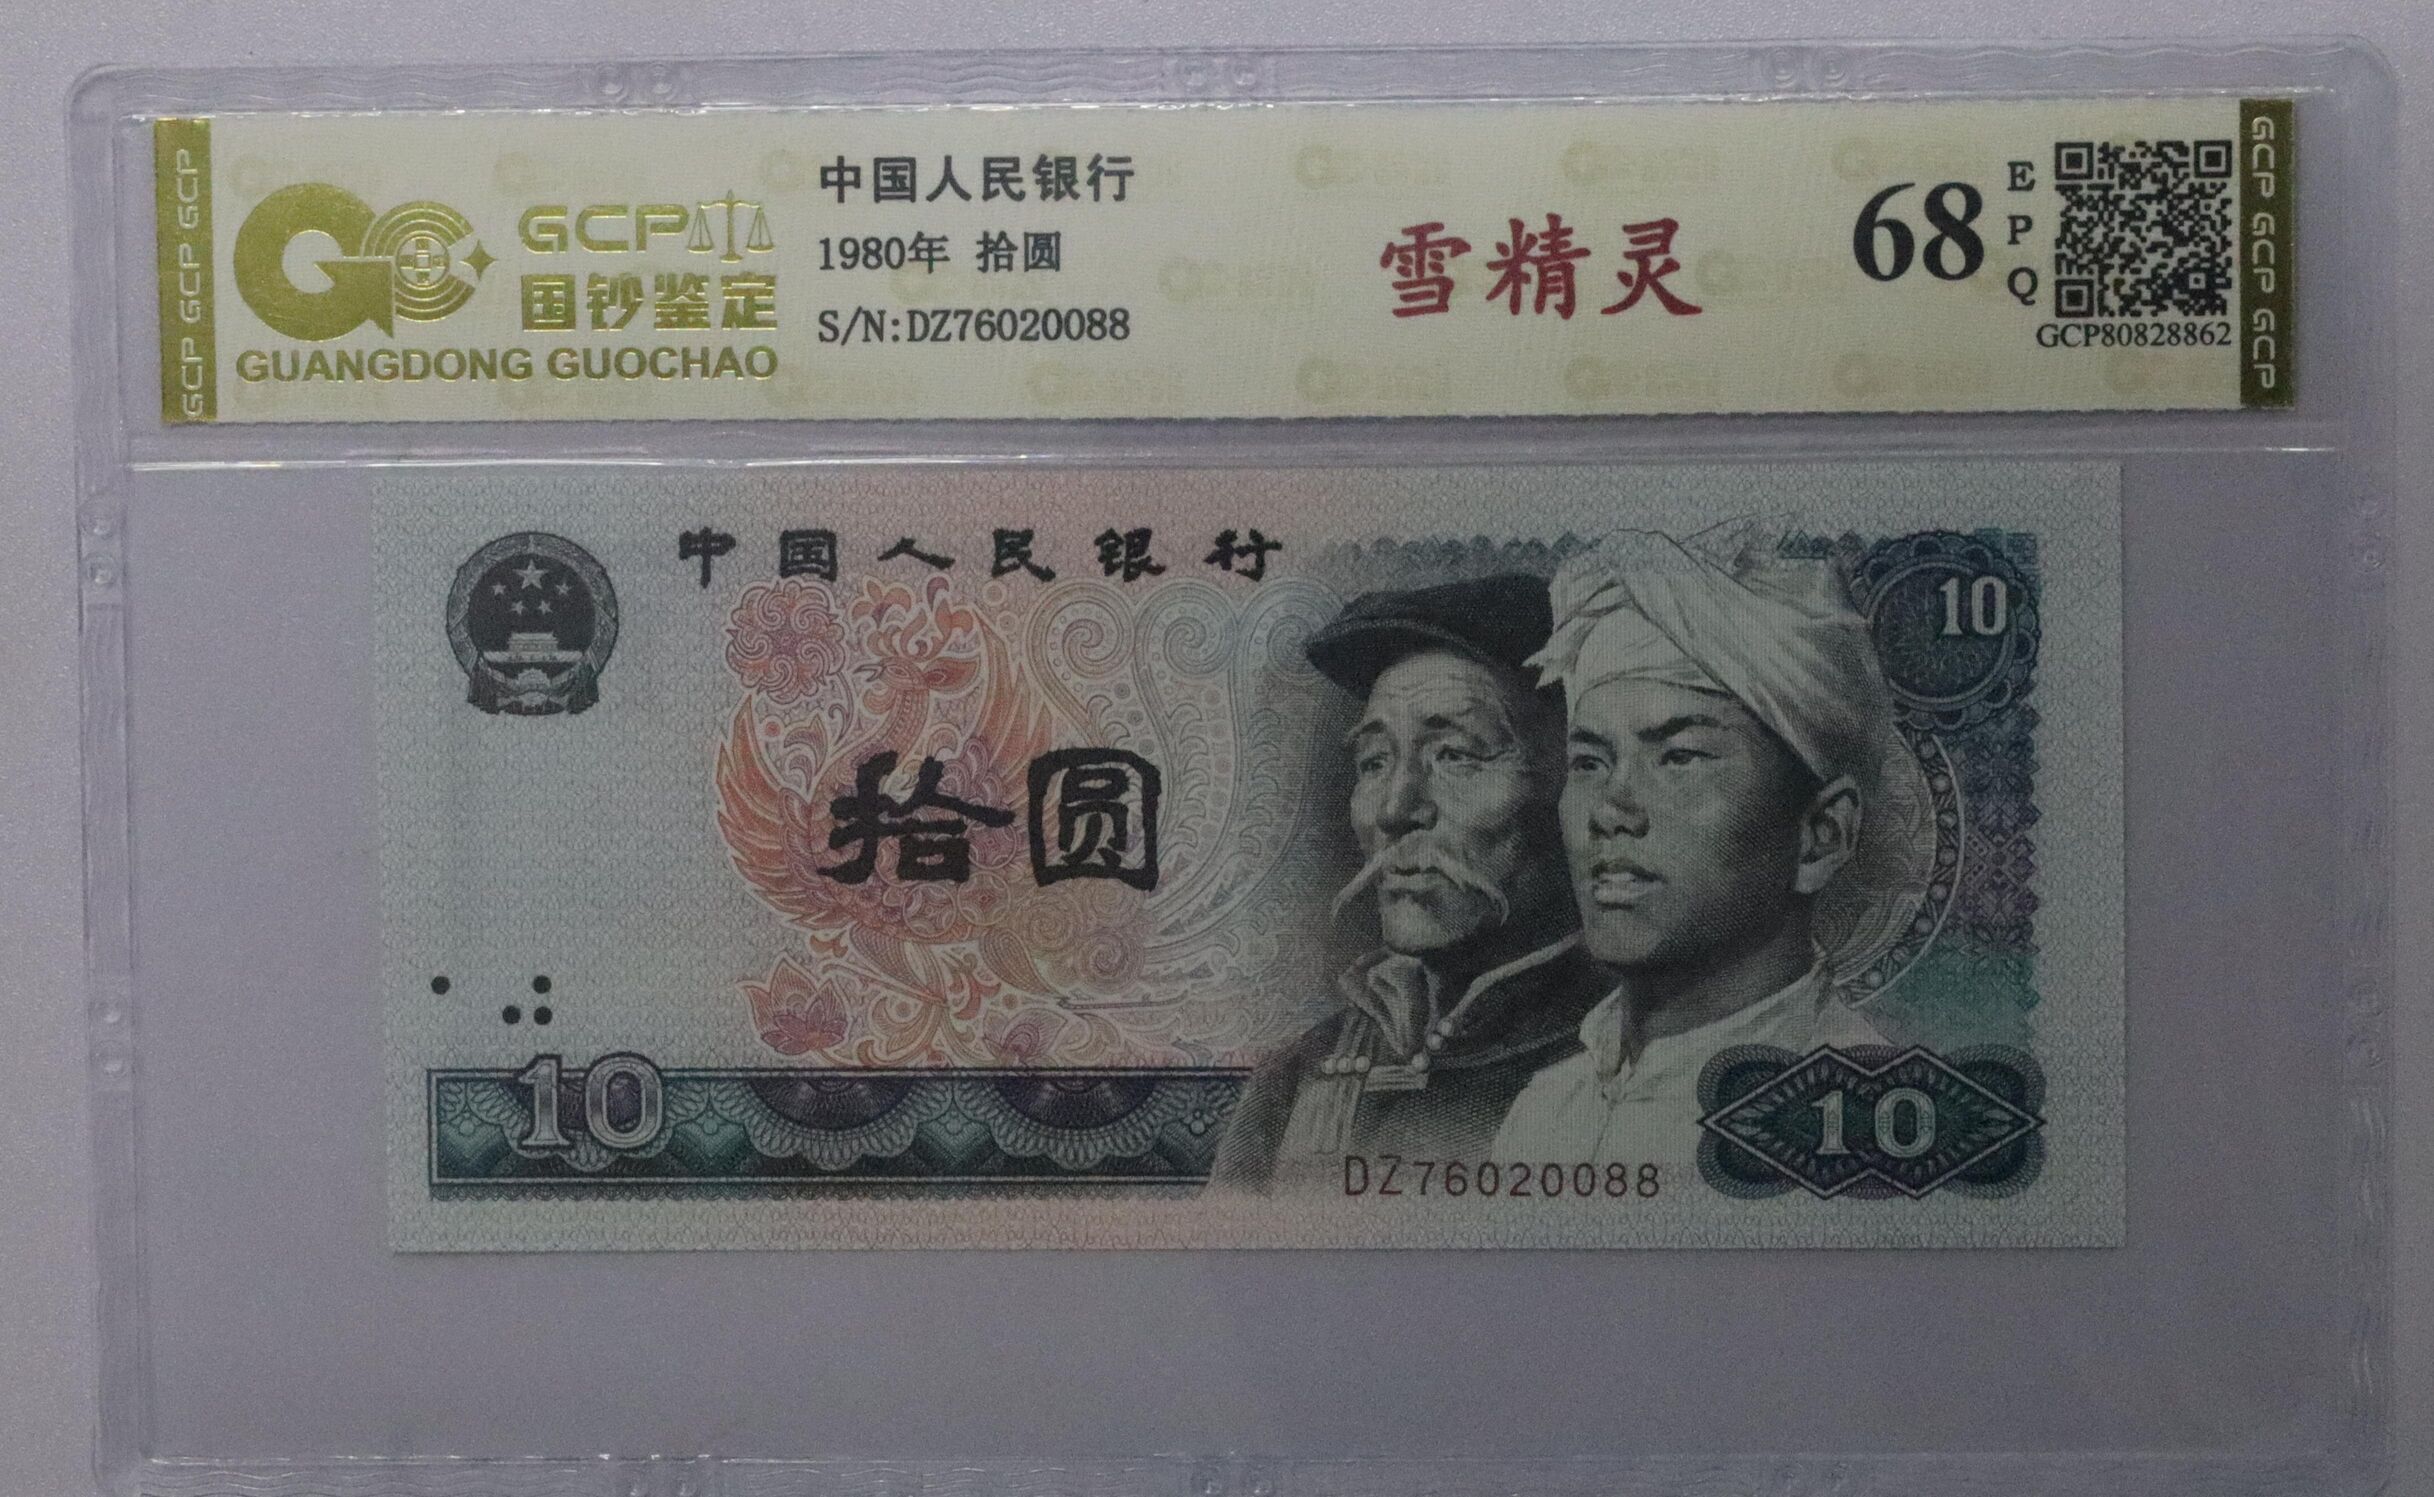 GCP GCP GCP
GCP
国钞鉴定
GUANGDONG GUOCHAO
中国人民银行
1980年 拾圆
S/N:DZ76020088
雪精灵
68
E
P
Q
GCP80828862
GCP GCP GCP
中国人民银行
10
拾圆
10
DZ76020088
10